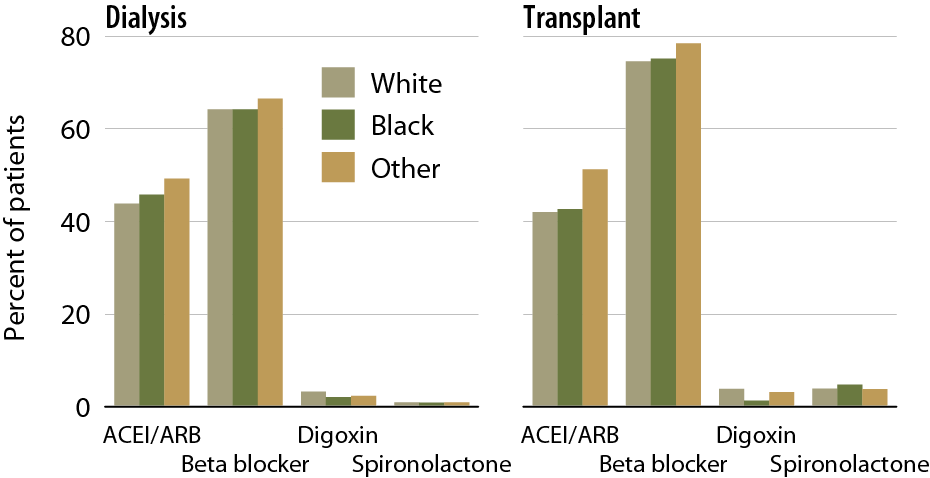 Dialysis
Transplant
Percent of patients
80
60
40
20
0
White
Black
Other
ACEI/ARB
Beta blocker
Digoxin
Spironolactone
ACEI/ARB
Beta blocker
Digoxin
Spironolactone